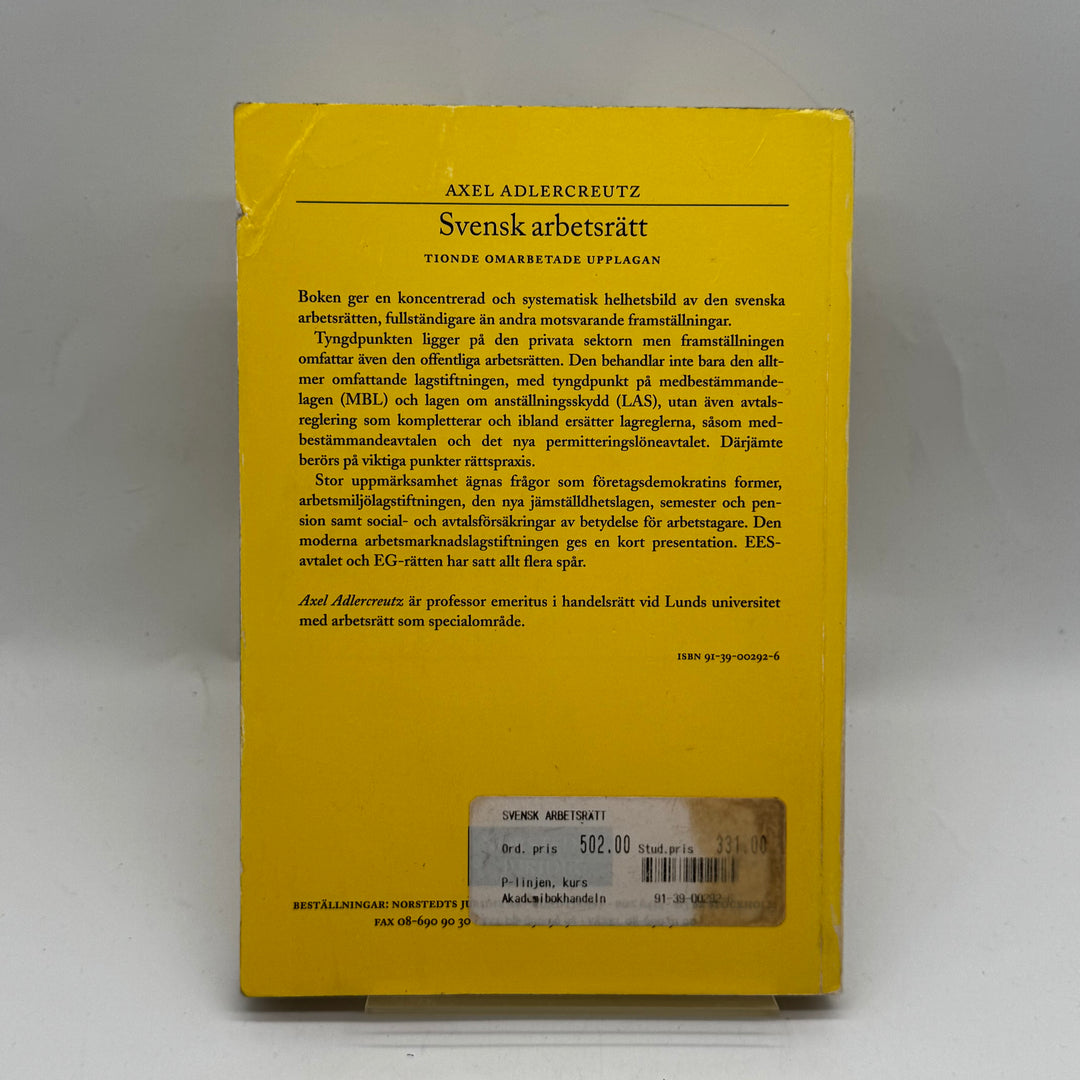 AXEL ADLERCREUTZ
Svensk arbetsrätt
TIONDE OMARBETADE UPPLAGAN
Boken ger en koncentrerad och systematisk helhetsbild av den svenska
arbetsrätten, fullständigare än andra motsvarande framställningar.
Tyngdpunkten ligger på den privata sektorn men framställningen
omfattar även den offentliga arbetsrätten. Den behandlar inte bara den allt-
mer omfattande lagstiftningen, med tyngdpunkt på medbestämmande-
lagen (MBL) och lagen om anställningsskydd (LAS), utan även avtals-
reglering som kompletterar och ibland ersätter lagreglerna, såsom med-
bestämmandeavtalen och det nya permitteringslöneavtalet. Därjämte
berörs på viktiga punkter rättspraxis.
Stor uppmärksamhet ägnas frågor som företagsdemokratins former,
arbetsmiljölagstiftningen, den nya jämställdhetslagen, semester och pen-
sion samt social- och avtalsförsäkringar av betydelse för arbetstagare. Den
moderna arbetsmarknadslagstiftningen ges en kort presentation. EES-
avtalet och EG-rätten har satt allt flera spår.
Axel Adlercreutz är professor emeritus i handelsrätt vid Lunds universitet
med arbetsrätt som specialområde.
ISBN 91-39-00292-6
SVENSK ARBETSRÄTT
Ord. pris 502.00 Stud.pris 331.00
P-linjen, kurs
Akademibokhandeln 91-39-00292-6
BESTÄLLNINGAR: NORSTEDTS
FAX 08-690 90 30